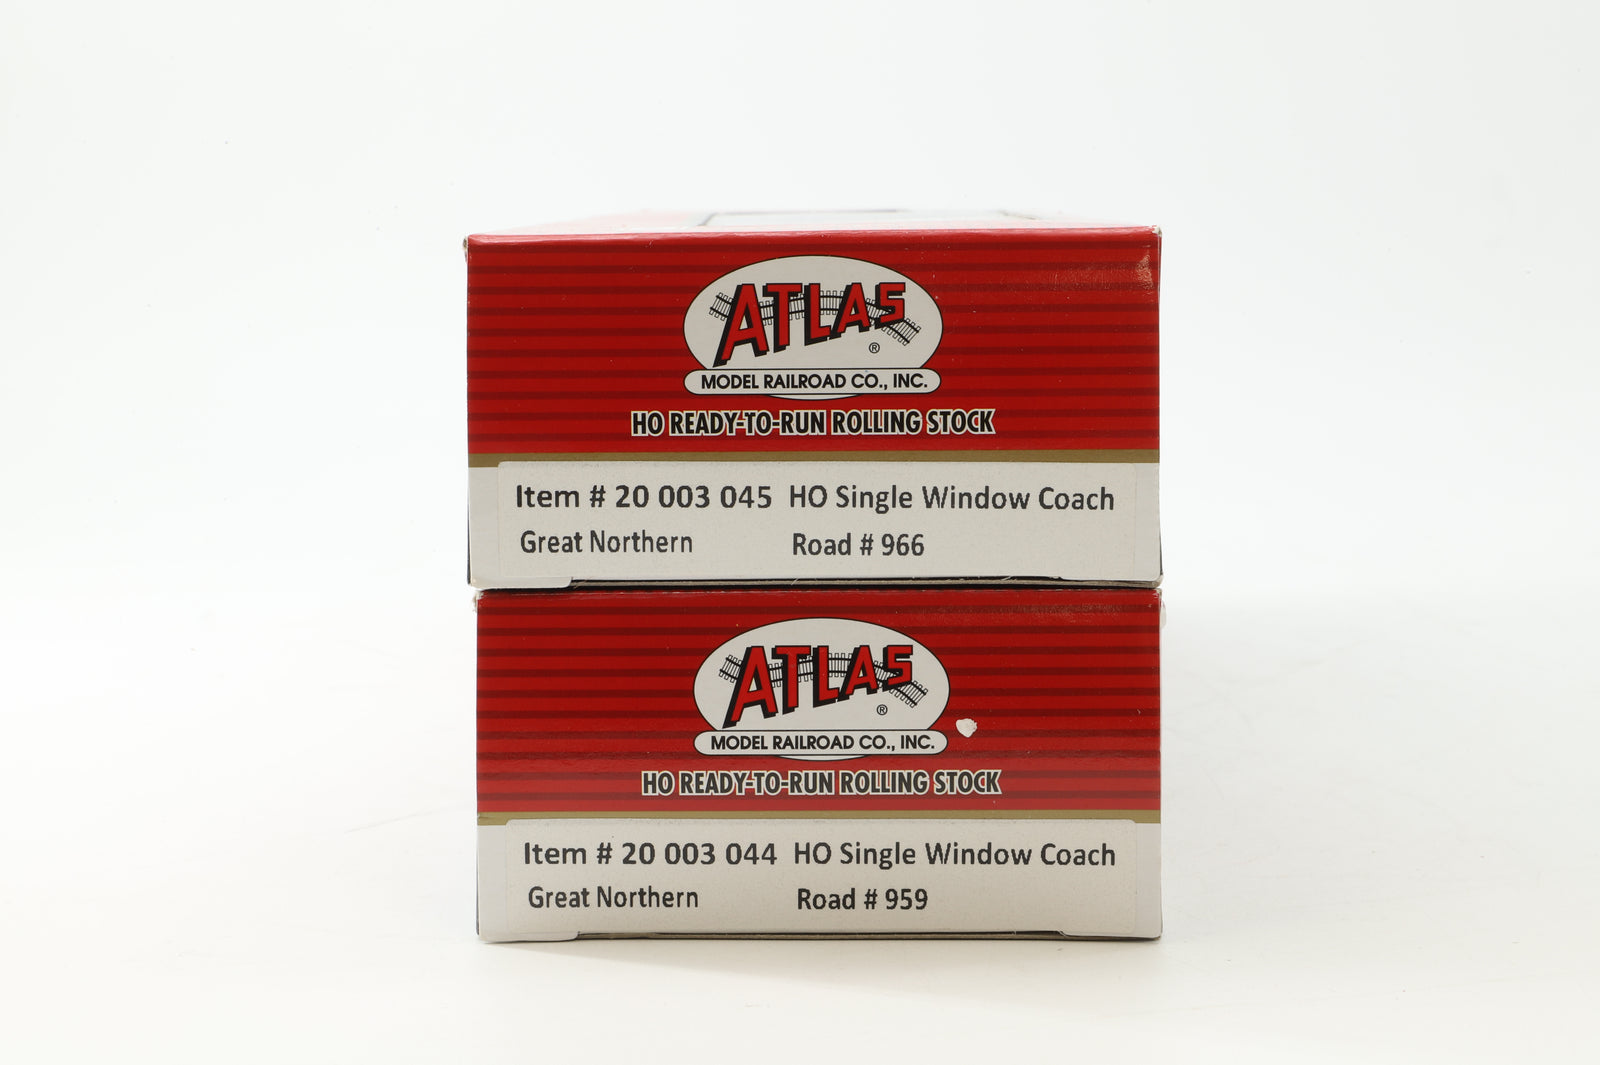 ATLAS
®
MODEL RAILROAD CO., INC.
HO READY-TO-RUN ROLLING STOCK
Item # 20 003 045 HO Single Window Coach
Great Northern Road # 966
ATLAS
®
MODEL RAILROAD CO., INC.
HO READY-TO-RUN ROLLING STOCK
Item # 20 003 044 HO Single Window Coach
Great Northern Road # 959